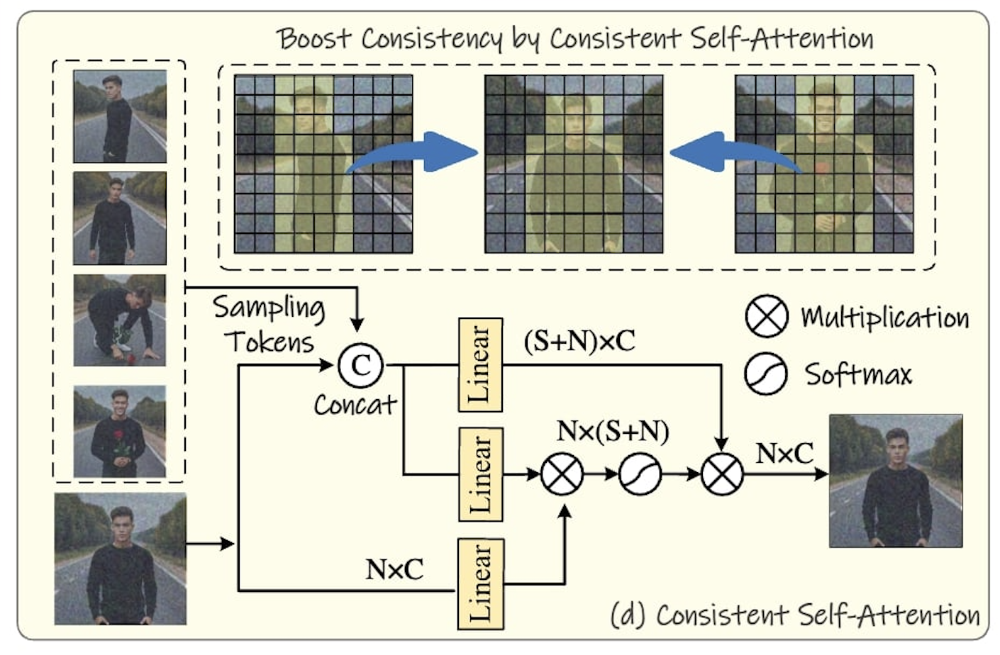 Boost Consistency by Consistent Self-Attention
Sampling
Tokens
C
Concat
Linear
(S+N)×C
Multiplication
Softmax
Linear
N×(S+N)
N×C
N×C
Linear
(d) Consistent Self-Attention